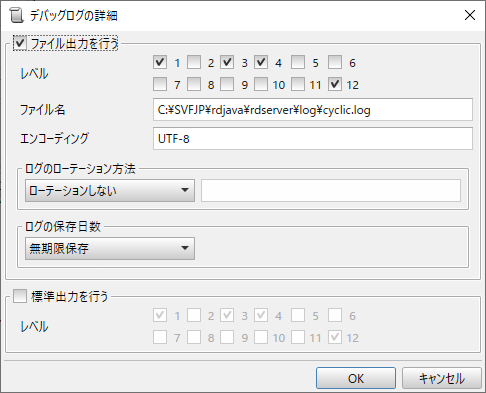 デバッグログの詳細
ファイル出力を行う
レベル
1 2 3 4 5 6
7 8 9 10 11 12
ファイル名
C:¥SVFJP¥rdjava¥rdserver¥log¥cyclic.log
エンコーディング
UTF-8
ログのローテーション方法
ローテーションしない
ログの保存日数
無期限保存
標準出力を行う
レベル
1 2 3 4 5 6
7 8 9 10 11 12
OK キャンセル